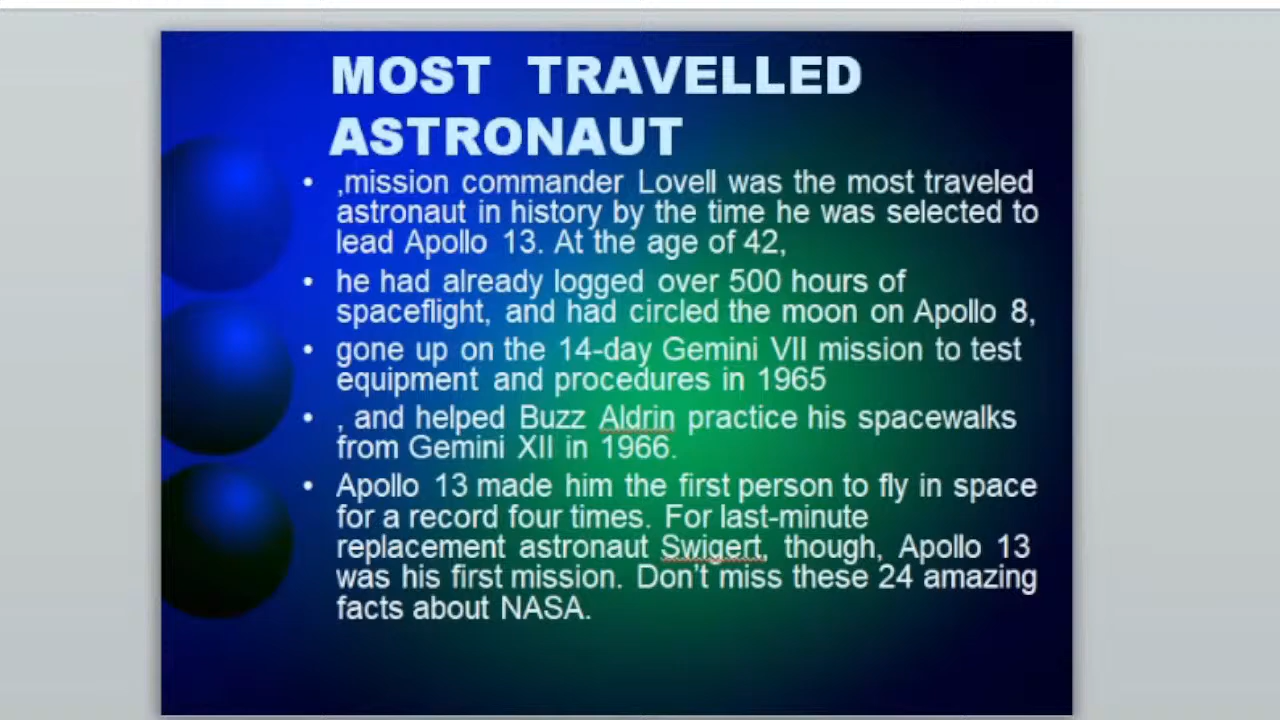 MOST TRAVELLED
ASTRONAUT
• ,mission commander Lovell was the most traveled
astronaut in history by the time he was selected to
lead Apollo 13. At the age of 42,
• he had already logged over 500 hours of
spaceflight, and had circled the moon on Apollo 8,
• gone up on the 14-day Gemini VII mission to test
equipment and procedures in 1965
• , and helped Buzz Aldrin practice his spacewalks
from Gemini XII in 1966.
• Apollo 13 made him the first person to fly in space
for a record four times. For last-minute
replacement astronaut Swigert, though, Apollo 13
was his first mission. Don't miss these 24 amazing
facts about NASA.